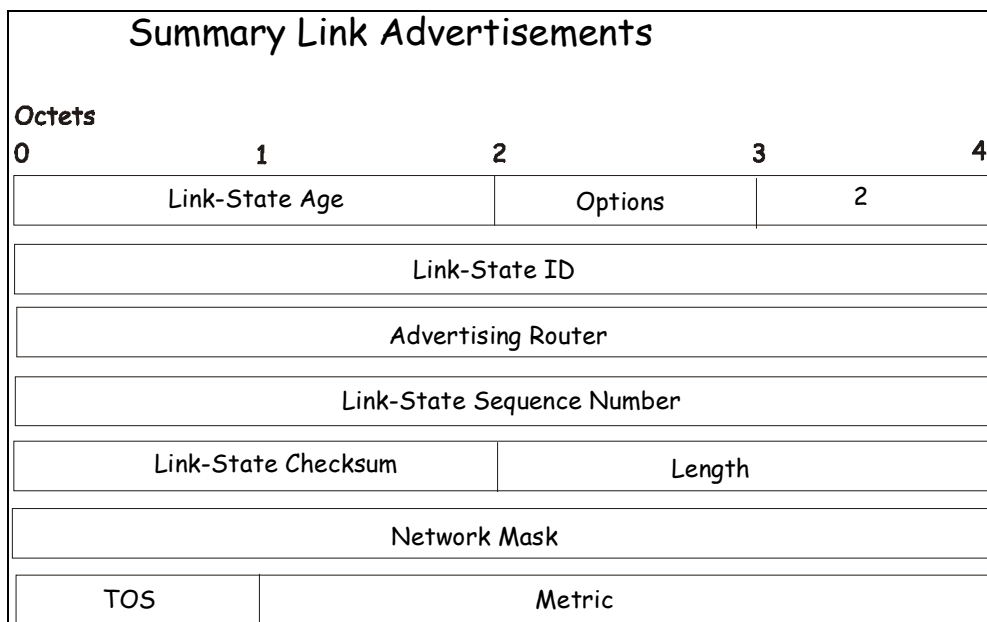 Summary Link Advertisements
Octets
0 1 2 3 4
Link-State Age Options 2
Link-State ID
Advertising Router
Link-State Sequence Number
Link-State Checksum Length
Network Mask
TOS Metric